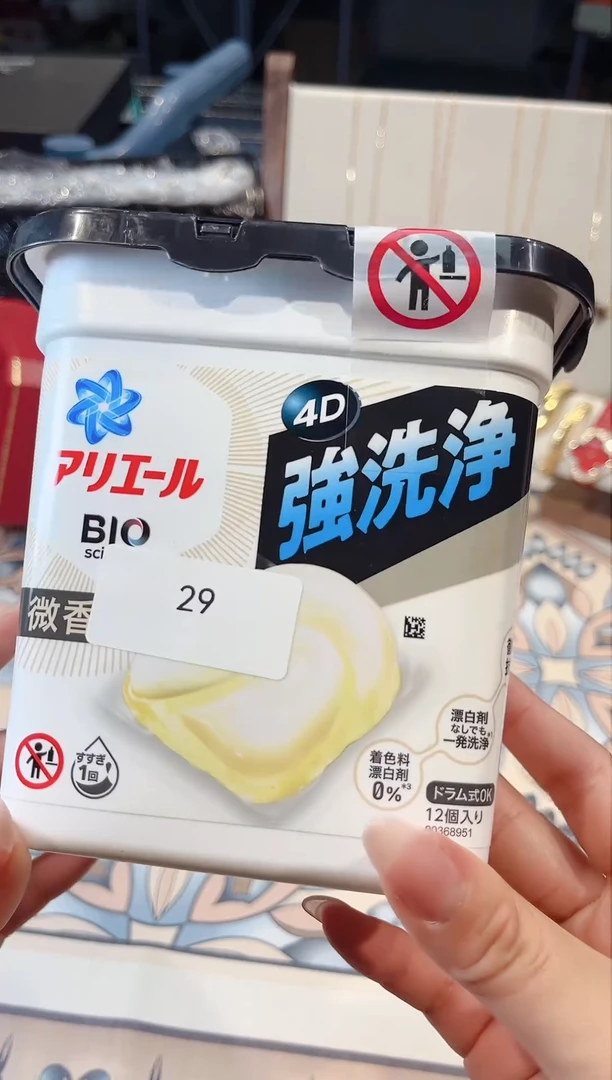 4D
強洗浄
アリエール
BIO
sci
29
微香
漂白剤
なしでも
一発洗浄
すすぎ
1回
着色料
漂白剤
0%*3
ドラム式OK
12個入り
80368951